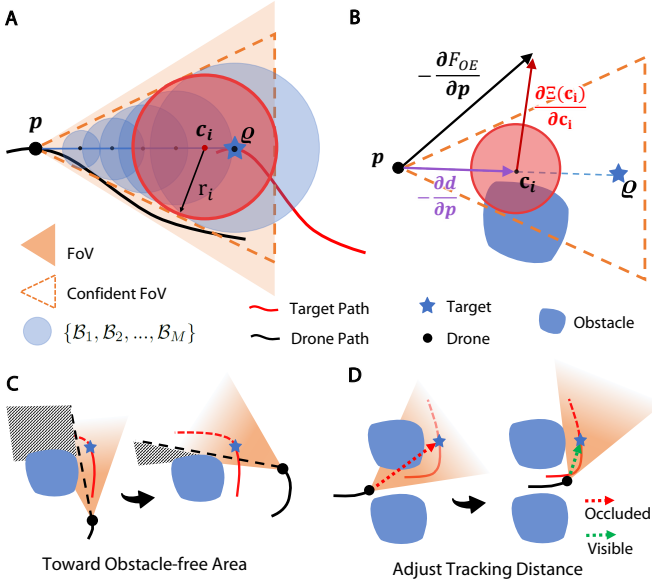 A
p
c_i
ϱ
r_i
FoV
Confident FoV
{B_1, B_2, ..., B_M}
Target Path
Drone Path
B
−∂F_OE/∂p
∂Ξ(c_i)/∂c_i
p
c_i
ϱ
−∂d/∂p
Target
Drone
Obstacle
C
Toward Obstacle-free Area
D
Occluded
Visible
Adjust Tracking Distance